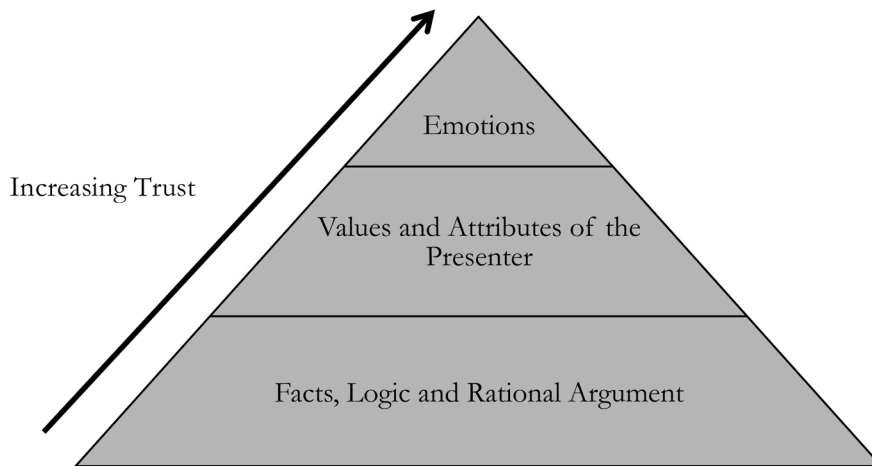 Emotions
Increasing Trust
Values and Attributes of the
Presenter
Facts, Logic and Rational Argument